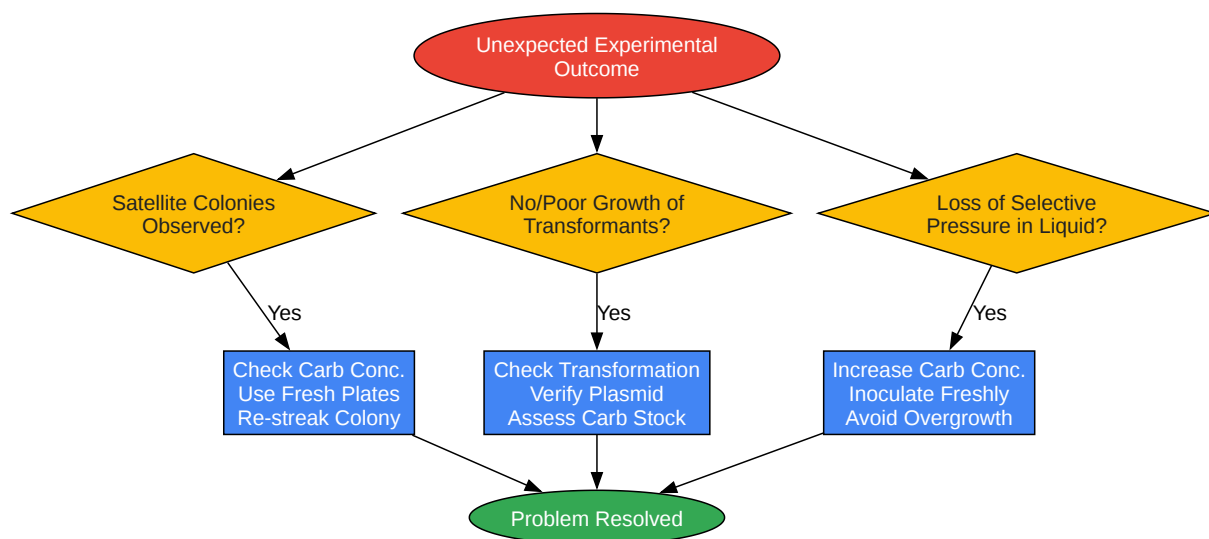 Unexpected Experimental
Outcome
Satellite Colonies
Observed?
No/Poor Growth of
Transformants?
Loss of Selective
Pressure in Liquid?
Yes
Yes
Yes
Check Carb Conc.
Use Fresh Plates
Re-streak Colony
Check Transformation
Verify Plasmid
Assess Carb Stock
Increase Carb Conc.
Inoculate Freshly
Avoid Overgrowth
Problem Resolved